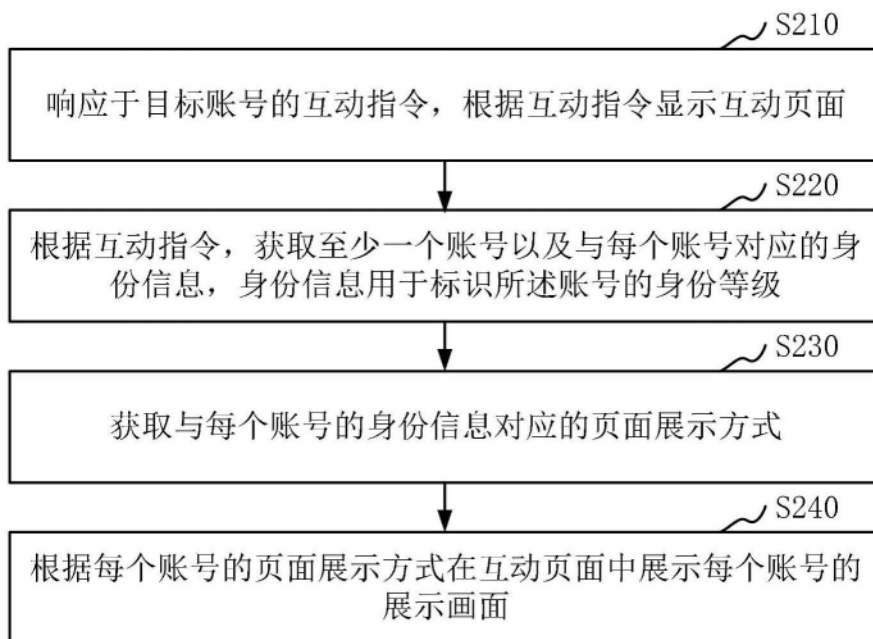 S210
响应于目标账号的互动指令，根据互动指令显示互动页面
S220
根据互动指令，获取至少一个账号以及与每个账号对应的身
份信息，身份信息用于标识所述账号的身份等级
S230
获取与每个账号的身份信息对应的页面展示方式
S240
根据每个账号的页面展示方式在互动页面中展示每个账号的
展示画面